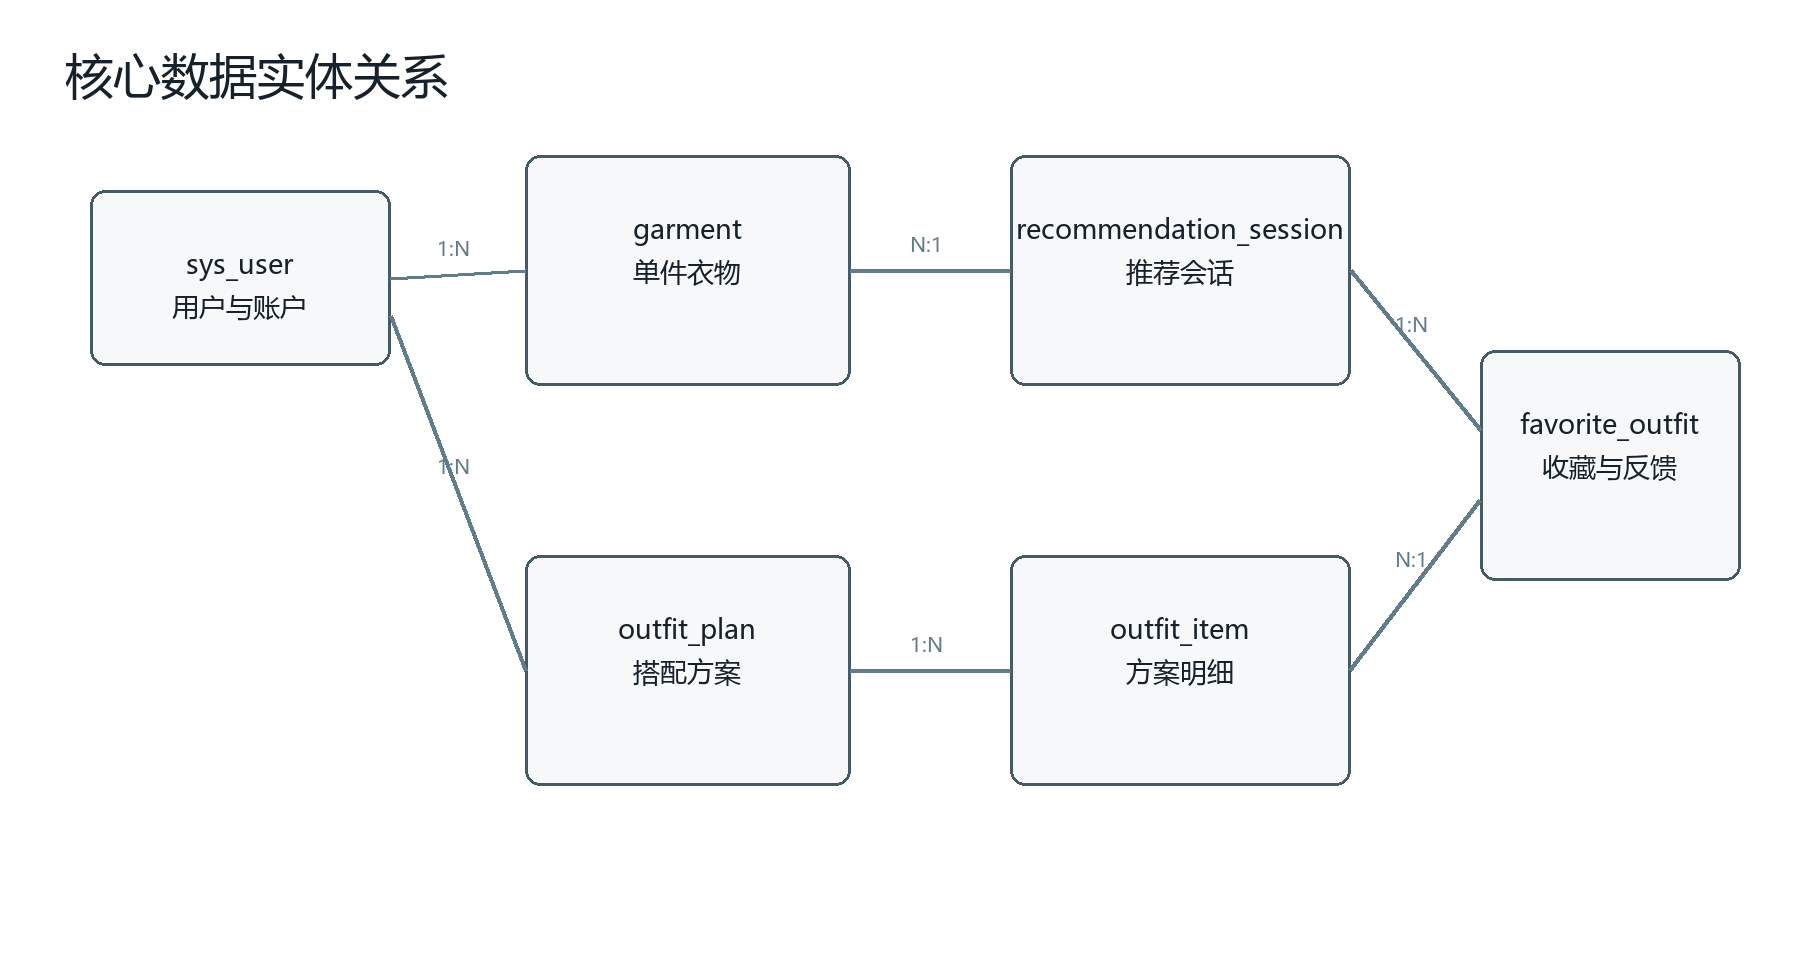 核心数据实体关系
sys_user
用户与账户
1:N
garment
单件衣物
N:1
recommendation_session
推荐会话
1:N
favorite_outfit
收藏与反馈
1:N
outfit_plan
搭配方案
1:N
outfit_item
方案明细
N:1